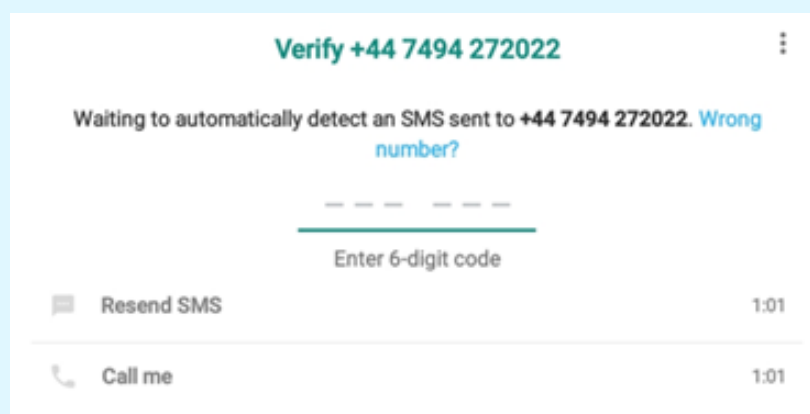 Verify +44 7494 272022
Waiting to automatically detect an SMS sent to +44 7494 272022. Wrong
number?
Enter 6-digit code
Resend SMS 1:01
Call me 1:01